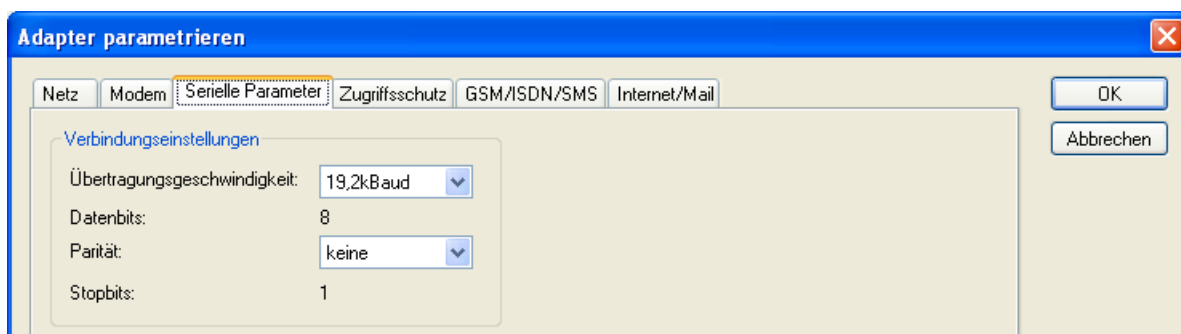 Adapter parametrieren
Netz Modem Serielle Parameter Zugriffsschutz GSM/ISDN/SMS Internet/Mail
OK
Abbrechen
Verbindungseinstellungen
Übertragungsgeschwindigkeit: 19,2kBaud
Datenbits: 8
Parität: keine
Stopbits: 1